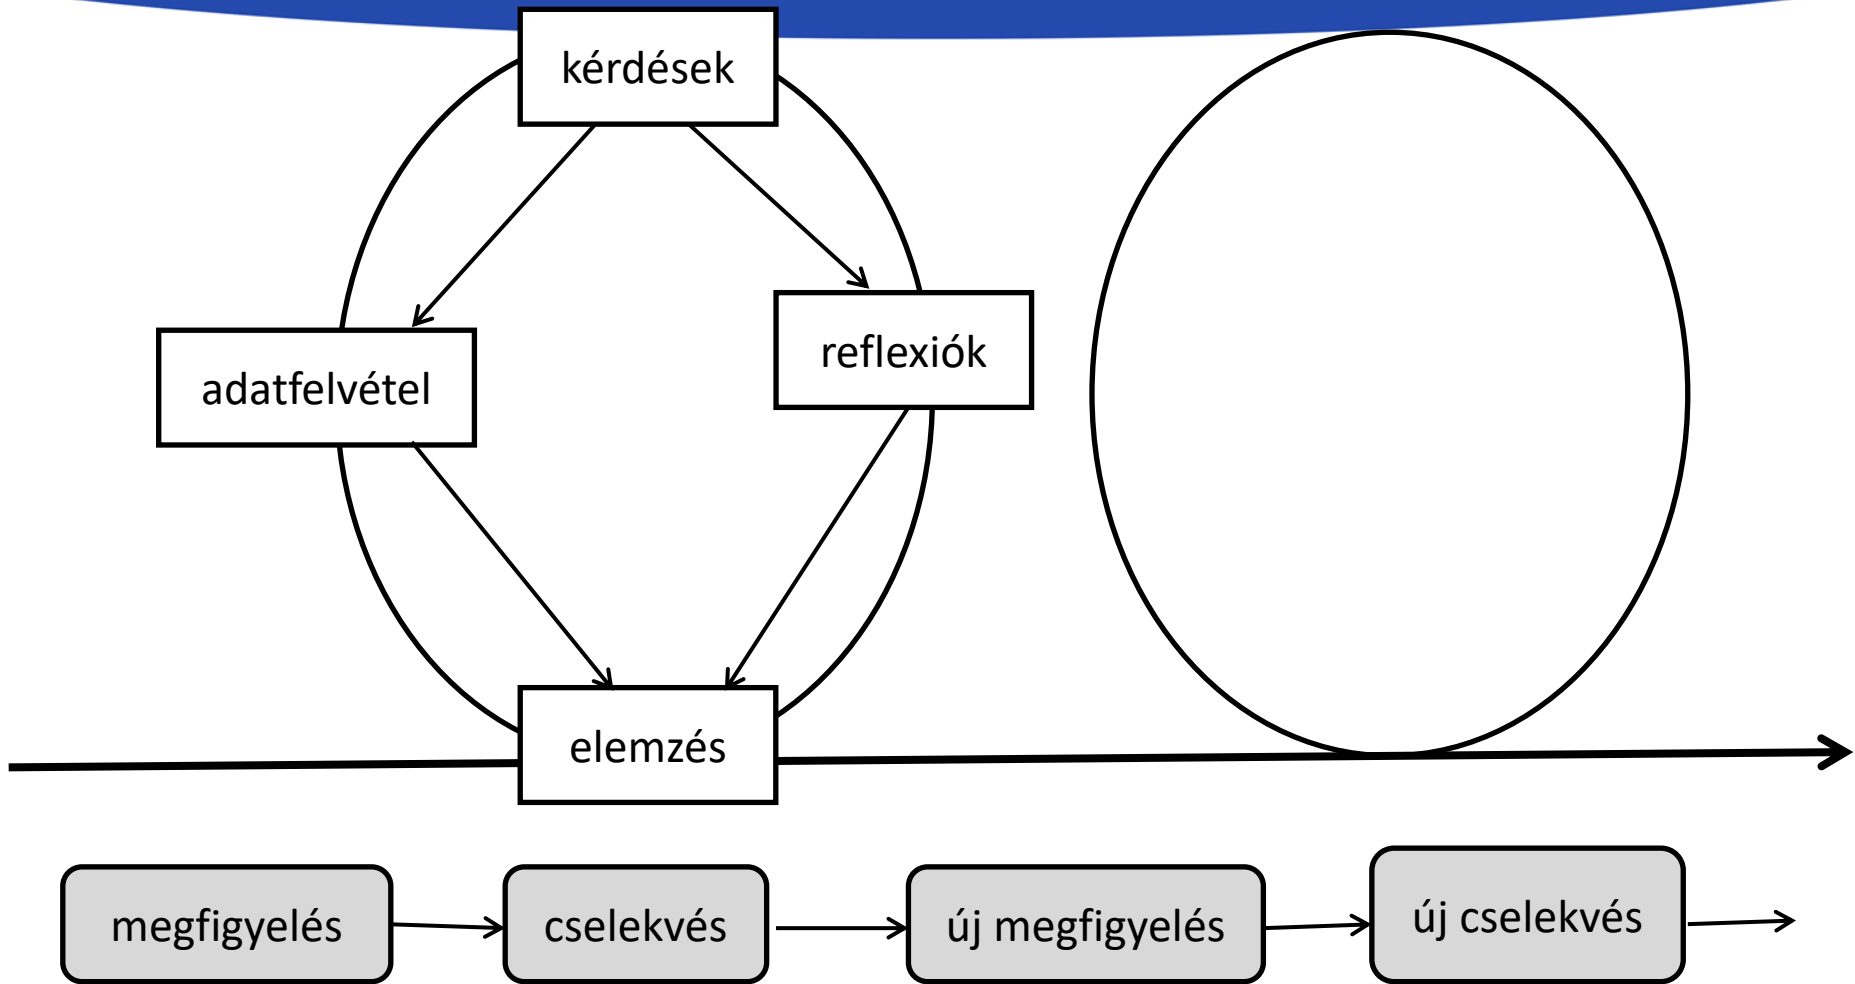 kérdések
reflexiók
adatfelvétel
elemzés
megfigyelés
cselekvés
új megfigyelés
új cselekvés